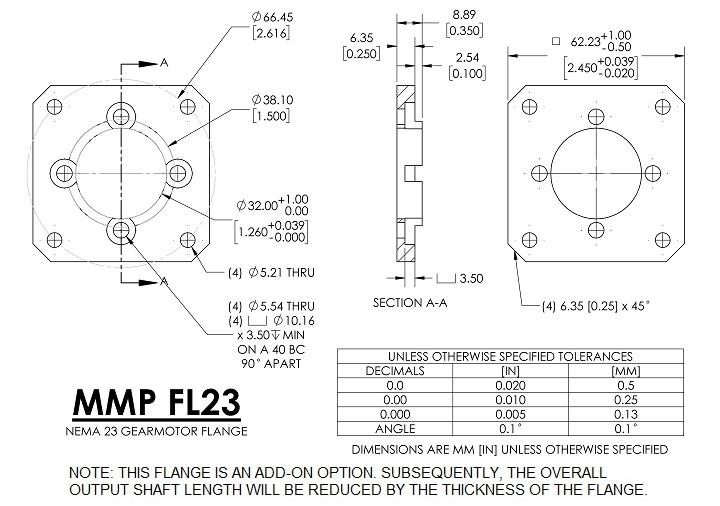 ⌀66.45
[2.616]
A
⌀38.10
[1.500]
⌀32.00 +1.00 0.00
[1.260 +0.039 -0.000]
(4) ⌀5.21 THRU
A
(4) ⌀5.54 THRU
(4) ⌴ ⌀10.16
x 3.50 ↧ MIN
ON A 40 BC
90° APART
8.89
[0.350]
6.35
[0.250]
2.54
[0.100]
⌴ 3.50
SECTION A-A
□ 62.23 +1.00 -0.50
[2.450 +0.039 -0.020]
(4) 6.35 [0.25] x 45°
UNLESS OTHERWISE SPECIFIED TOLERANCES
DECIMALS [IN] [MM]
0.0 0.020 0.5
0.00 0.010 0.25
0.000 0.005 0.13
ANGLE 0.1° 0.1°
DIMENSIONS ARE MM [IN] UNLESS OTHERWISE SPECIFIED
MMP FL23
NEMA 23 GEARMOTOR FLANGE
NOTE: THIS FLANGE IS AN ADD-ON OPTION. SUBSEQUENTLY, THE OVERALL
OUTPUT SHAFT LENGTH WILL BE REDUCED BY THE THICKNESS OF THE FLANGE.